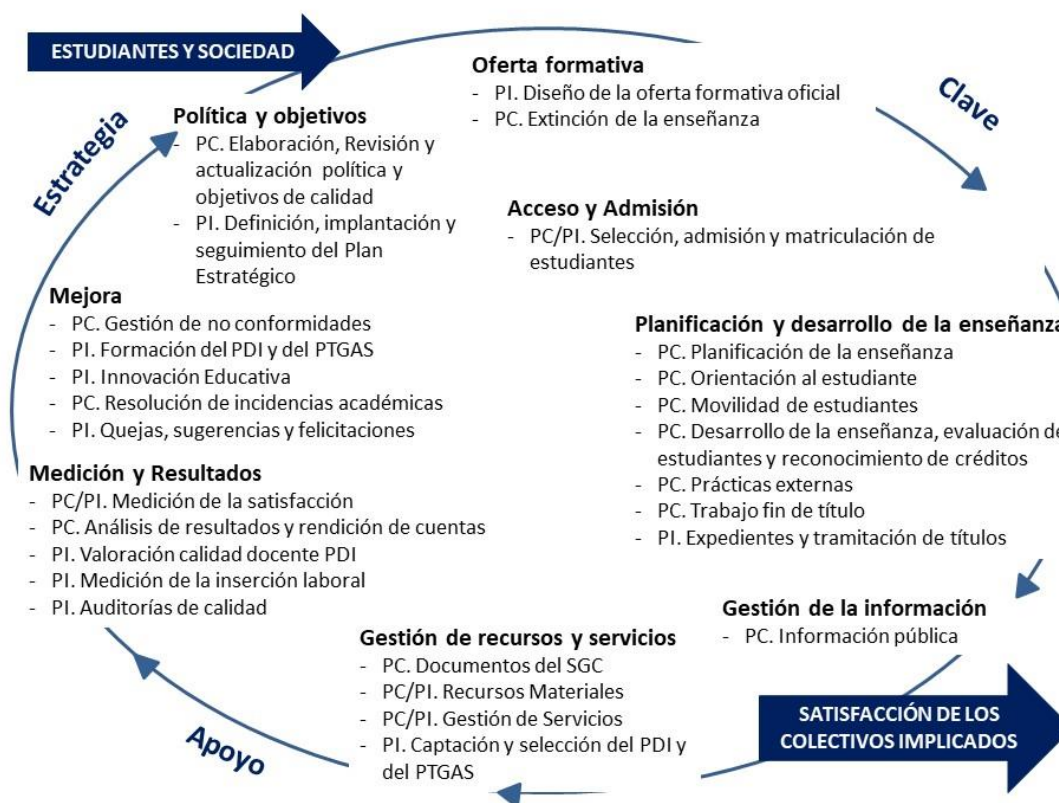 ESTUDIANTES Y SOCIEDAD
Estrategia
Clave
Oferta formativa
- PI. Diseño de la oferta formativa oficial
- PC. Extinción de la enseñanza
Política y objetivos
- PC. Elaboración, Revisión y
actualización política y
objetivos de calidad
- PI. Definición, implantación y
seguimiento del Plan
Estratégico
Acceso y Admisión
- PC/PI. Selección, admisión y matriculación de
estudiantes
Mejora
- PC. Gestión de no conformidades
- PI. Formación del PDI y del PTGAS
- PI. Innovación Educativa
- PC. Resolución de incidencias académicas
- PI. Quejas, sugerencias y felicitaciones
Planificación y desarrollo de la enseñanza
- PC. Planificación de la enseñanza
- PC. Orientación al estudiante
- PC. Movilidad de estudiantes
- PC. Desarrollo de la enseñanza, evaluación de
estudiantes y reconocimiento de créditos
- PC. Prácticas externas
- PC. Trabajo fin de título
- PI. Expedientes y tramitación de títulos
Medición y Resultados
- PC/PI. Medición de la satisfacción
- PC. Análisis de resultados y rendición de cuentas
- PI. Valoración calidad docente PDI
- PI. Medición de la inserción laboral
- PI. Auditorías de calidad
Gestión de la información
- PC. Información pública
Gestión de recursos y servicios
- PC. Documentos del SGC
- PC/PI. Recursos Materiales
- PC/PI. Gestión de Servicios
- PI. Captación y selección del PDI y
del PTGAS
Apoyo
SATISFACCIÓN DE LOS
COLECTIVOS IMPLICADOS